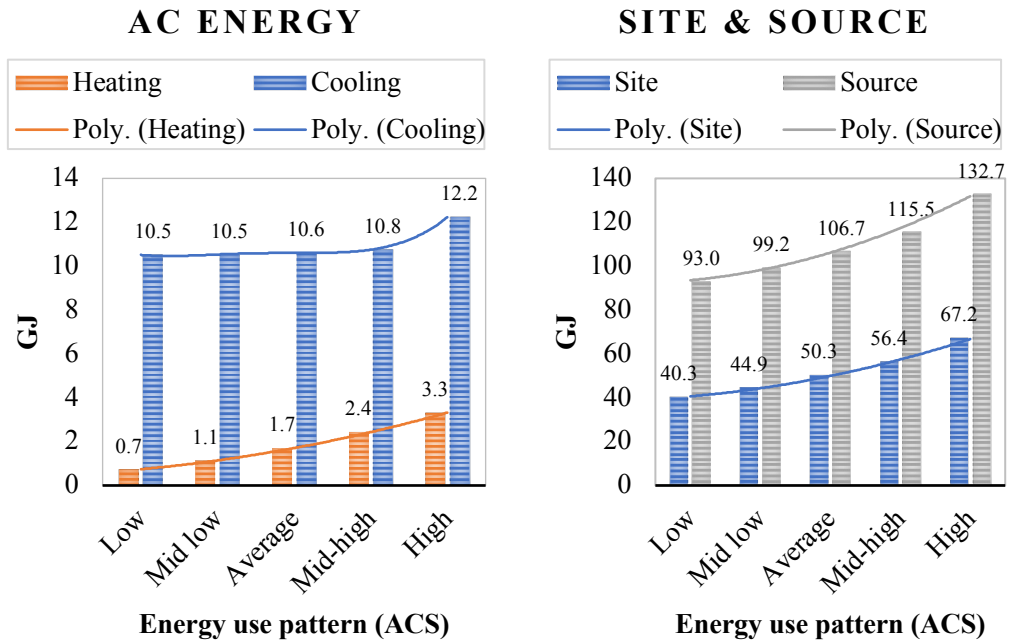 AC ENERGY
Heating
Cooling
Poly. (Heating)
Poly. (Cooling)
14
12
10
8
6
4
2
0
GJ
10.5
10.5
10.6
10.8
12.2
0.7
1.1
1.7
2.4
3.3
Low
Mid low
Average
Mid-high
High
Energy use pattern (ACS)
SITE & SOURCE
Site
Source
Poly. (Site)
Poly. (Source)
140
120
100
80
60
40
20
0
GJ
93.0
99.2
106.7
115.5
132.7
40.3
44.9
50.3
56.4
67.2
Low
Mid low
Average
Mid-high
High
Energy use pattern (ACS)